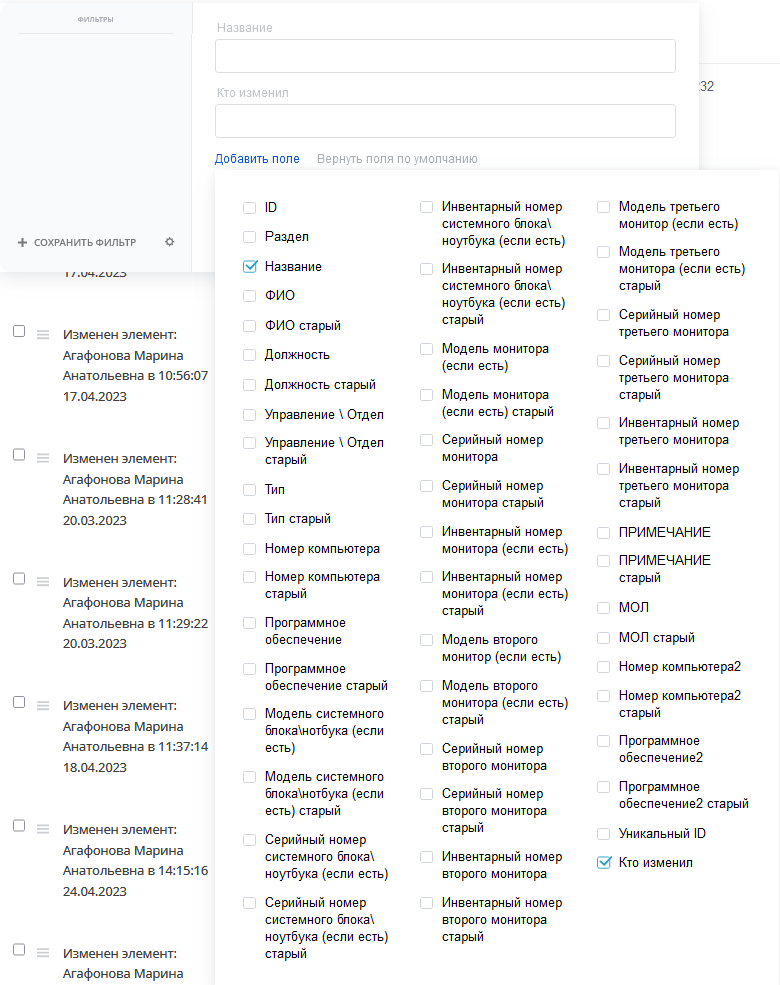 ФИЛЬТРЫ
Название
Кто изменил
Добавить поле
Вернуть поля по умолчанию
СОХРАНИТЬ ФИЛЬТР
232
17.04.2023
Изменен элемент:
Агафонова Марина
Анатольевна в 10:56:07
17.04.2023
Изменен элемент:
Агафонова Марина
Анатольевна в 11:28:41
20.03.2023
Изменен элемент:
Агафонова Марина
Анатольевна в 11:29:22
20.03.2023
Изменен элемент:
Агафонова Марина
Анатольевна в 11:37:14
18.04.2023
Изменен элемент:
Агафонова Марина
Анатольевна в 14:15:16
24.04.2023
Изменен элемент:
Агафонова Марина
ID
Раздел
Название
ФИО
ФИО старый
Должность
Должность старый
Управление \ Отдел
Управление \ Отдел
старый
Тип
Тип старый
Номер компьютера
Номер компьютера
старый
Программное
обеспечение
Программное
обеспечение старый
Модель системного
блока\нотбука (если
есть)
Модель системного
блока\нотбука (если
есть) старый
Серийный номер
системного блока\
ноутбука (если есть)
Серийный номер
системного блока\
ноутбука (если есть)
старый
Инвентарный номер
системного блока\
ноутбука (если есть)
Инвентарный номер
системного блока\
ноутбука (если есть)
старый
Модель монитора
(если есть)
Модель монитора
(если есть) старый
Серийный номер
монитора
Серийный номер
монитора старый
Инвентарный номер
монитора (если есть)
Инвентарный номер
монитора (если есть)
старый
Модель второго
монитор (если есть)
Модель второго
монитора (если есть)
старый
Серийный номер
второго монитора
Серийный номер
второго монитора
старый
Инвентарный номер
второго монитора
Инвентарный номер
второго монитора
старый
Модель третьего
монитор (если есть)
Модель третьего
монитора (если есть)
старый
Серийный номер
третьего монитора
Серийный номер
третьего монитора
старый
Инвентарный номер
третьего монитора
Инвентарный номер
третьего монитора
старый
ПРИМЕЧАНИЕ
ПРИМЕЧАНИЕ
старый
МОЛ
МОЛ старый
Номер компьютера2
Номер компьютера2
старый
Программное
обеспечение2
Программное
обеспечение2 старый
Уникальный ID
Кто изменил